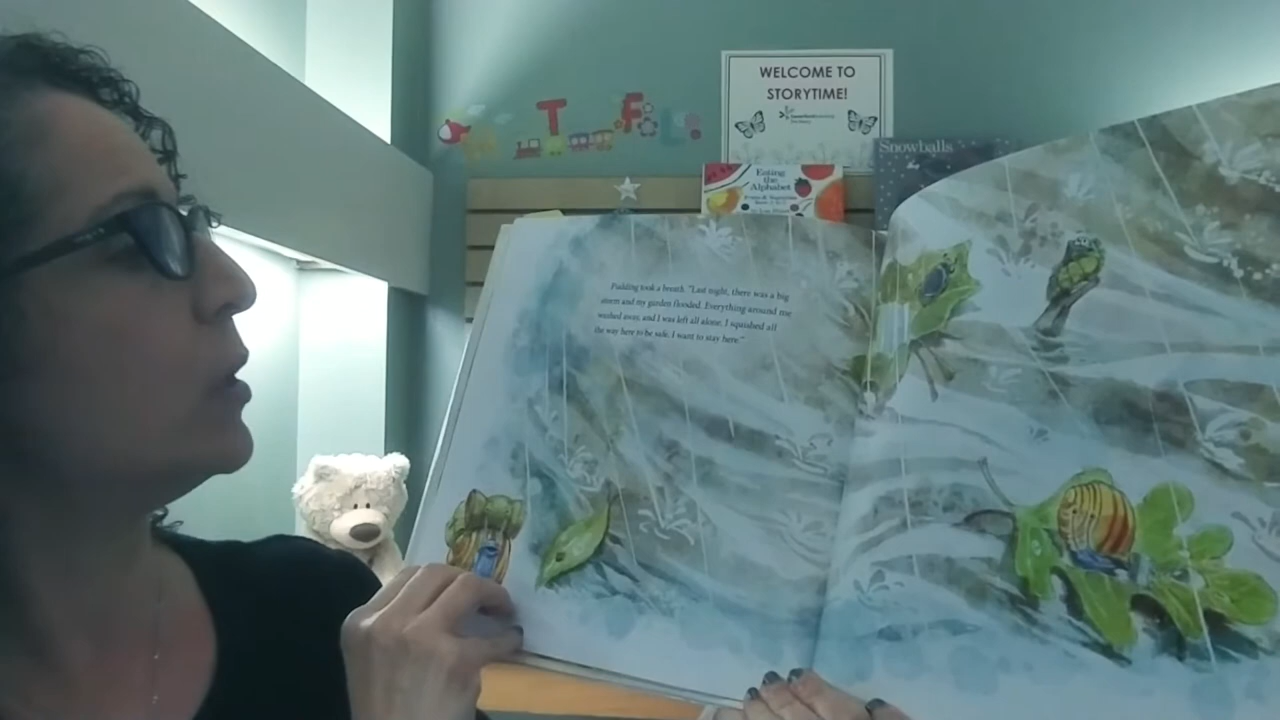 T F
WELCOME TO
STORYTIME!
Snowballs
Eating
the
Alphabet
Pudding took a breath. "Last night, there was a big
storm and my garden flooded. Everything around me
washed away, and I was left all alone. I squished all
the way here to be safe. I want to stay here."